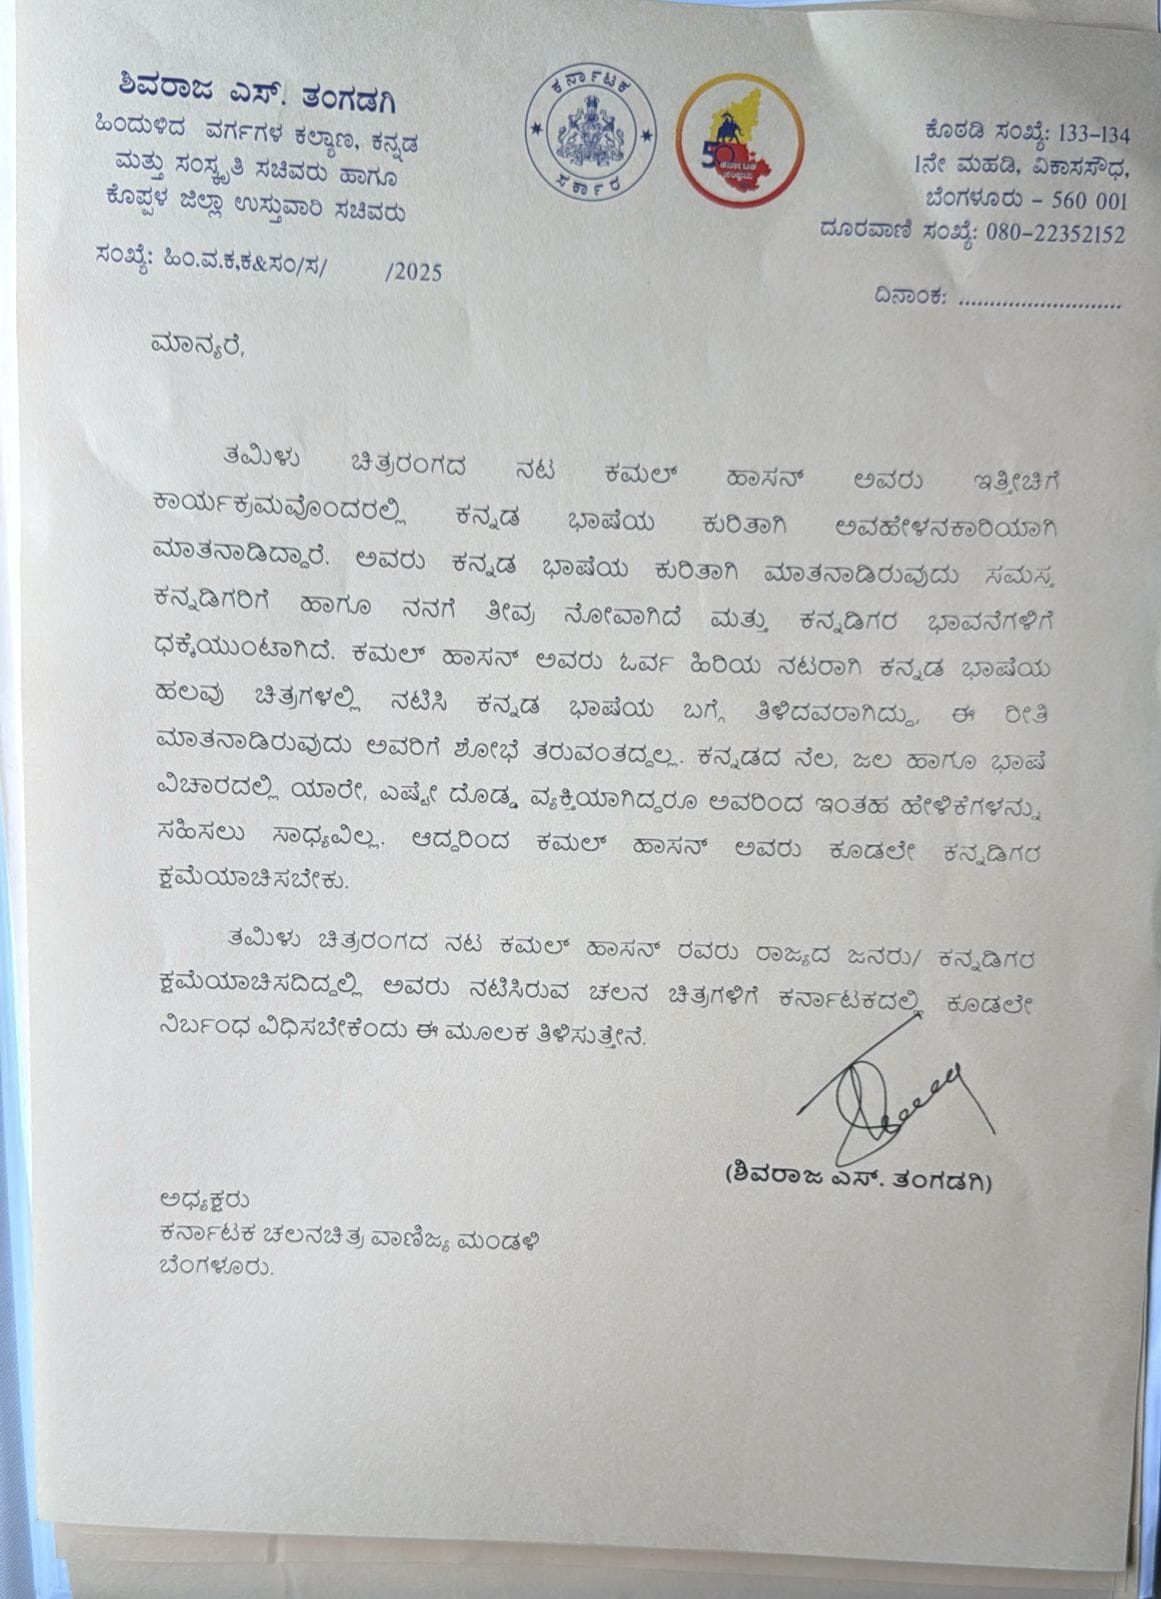 ಶಿವರಾಜ ಎಸ್. ತಂಗಡಗಿ
ಹಿಂದುಳಿದ ವರ್ಗಗಳ ಕಲ್ಯಾಣ, ಕನ್ನಡ
ಮತ್ತು ಸಂಸ್ಕೃತಿ ಸಚಿವರು ಹಾಗೂ
ಕೊಪ್ಪಳ ಜಿಲ್ಲಾ ಉಸ್ತುವಾರಿ ಸಚಿವರು
ಸಂಖ್ಯೆ: ಹಿಂ.ವ.ಕ,ಕ&ಸಂ/ಸ/ /2025
ಕರ್ನಾಟಕ
ಸರ್ಕಾರ
50
ಕರ್ನಾಟಕ
ಸಂಭ್ರಮ
ಕೊಠಡಿ ಸಂಖ್ಯೆ: 133-134
1ನೇ ಮಹಡಿ, ವಿಕಾಸಸೌಧ,
ಬೆಂಗಳೂರು - 560 001
ದೂರವಾಣಿ ಸಂಖ್ಯೆ: 080-22352152
ದಿನಾಂಕ: ...........................
ಮಾನ್ಯರೆ,
ತಮಿಳು ಚಿತ್ರರಂಗದ ನಟ ಕಮಲ್ ಹಾಸನ್ ಅವರು ಇತ್ತೀಚಿಗೆ
ಕಾರ್ಯಕ್ರಮವೊಂದರಲ್ಲಿ ಕನ್ನಡ ಭಾಷೆಯ ಕುರಿತಾಗಿ ಅವಹೇಳನಕಾರಿಯಾಗಿ
ಮಾತನಾಡಿದ್ದಾರೆ. ಅವರು ಕನ್ನಡ ಭಾಷೆಯ ಕುರಿತಾಗಿ ಮಾತನಾಡಿರುವುದು ಸಮಸ್ತ
ಕನ್ನಡಿಗರಿಗೆ ಹಾಗೂ ನನಗೆ ತೀವ್ರ ನೋವಾಗಿದೆ ಮತ್ತು ಕನ್ನಡಿಗರ ಭಾವನೆಗಳಿಗೆ
ಧಕ್ಕೆಯುಂಟಾಗಿದೆ. ಕಮಲ್ ಹಾಸನ್ ಅವರು ಓರ್ವ ಹಿರಿಯ ನಟರಾಗಿ ಕನ್ನಡ ಭಾಷೆಯ
ಹಲವು ಚಿತ್ರಗಳಲ್ಲಿ ನಟಿಸಿ ಕನ್ನಡ ಭಾಷೆಯ ಬಗ್ಗೆ ತಿಳಿದವರಾಗಿದ್ದು, ಈ ರೀತಿ
ಮಾತನಾಡಿರುವುದು ಅವರಿಗೆ ಶೋಭೆ ತರುವಂತದ್ದಲ್ಲ. ಕನ್ನಡದ ನೆಲ, ಜಲ ಹಾಗೂ ಭಾಷೆ
ವಿಚಾರದಲ್ಲಿ ಯಾರೇ, ಎಷ್ಟೇ ದೊಡ್ಡ ವ್ಯಕ್ತಿಯಾಗಿದ್ದರೂ ಅವರಿಂದ ಇಂತಹ ಹೇಳಿಕೆಗಳನ್ನು
ಸಹಿಸಲು ಸಾಧ್ಯವಿಲ್ಲ. ಆದ್ದರಿಂದ ಕಮಲ್ ಹಾಸನ್ ಅವರು ಕೂಡಲೇ ಕನ್ನಡಿಗರ
ಕ್ಷಮೆಯಾಚಿಸಬೇಕು.
ತಮಿಳು ಚಿತ್ರರಂಗದ ನಟ ಕಮಲ್ ಹಾಸನ್ ರವರು ರಾಜ್ಯದ ಜನರು/ ಕನ್ನಡಿಗರ
ಕ್ಷಮೆಯಾಚಿಸದಿದ್ದಲ್ಲಿ ಅವರು ನಟಿಸಿರುವ ಚಲನ ಚಿತ್ರಗಳಿಗೆ ಕರ್ನಾಟಕದಲ್ಲಿ ಕೂಡಲೇ
ನಿರ್ಬಂಧ ವಿಧಿಸಬೇಕೆಂದು ಈ ಮೂಲಕ ತಿಳಿಸುತ್ತೇನೆ.
(ಶಿವರಾಜ ಎಸ್. ತಂಗಡಗಿ)
ಅಧ್ಯಕ್ಷರು
ಕರ್ನಾಟಕ ಚಲನಚಿತ್ರ ವಾಣಿಜ್ಯ ಮಂಡಳಿ
ಬೆಂಗಳೂರು.